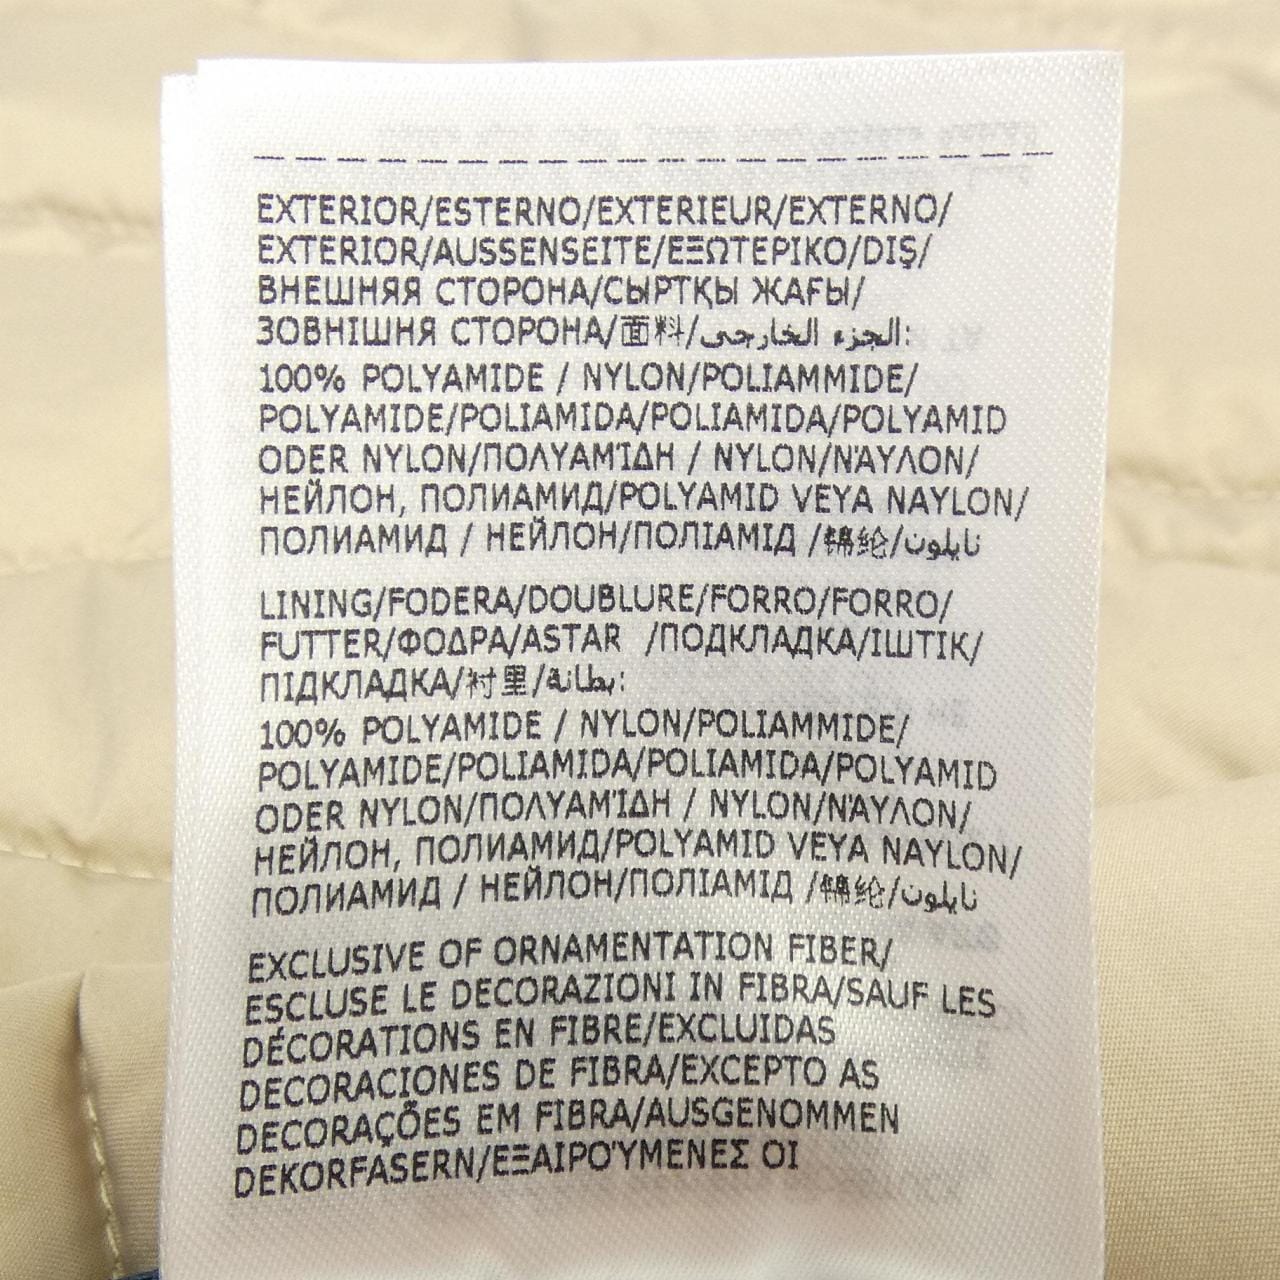 EXTERIOR/ESTERNO/EXTERIEUR/EXTERNO/
EXTERIOR/AUSSENSEITE/ΕΞΩΤΕΡΙΚΟ/DIŞ/
ВНЕШНЯЯ СТОРОНА/СЫРТҚЫ ЖАҒЫ/
ЗОВНІШНЯ СТОРОНА/面料/الجزء الخارجي:
100% POLYAMIDE / NYLON/POLIAMMIDE/
POLYAMIDE/POLIAMIDA/POLIAMIDA/POLYAMID
ODER NYLON/ΠΟΛΥΑΜΊΔΗ / NYLON/ΝΆΥΛΟΝ/
НЕЙЛОН, ПОЛИАМИД/POLYAMID VEYA NAYLON/
ПОЛИАМИД / НЕЙЛОН/ПОЛІАМІД /锦纶/نايلون
LINING/FODERA/DOUBLURE/FORRO/FORRO/
FUTTER/ΦΟΔΡΑ/ASTAR /ПОДКЛАДКА/ІШТІК/
ПІДКЛАДКА/衬里/بطانة:
100% POLYAMIDE / NYLON/POLIAMMIDE/
POLYAMIDE/POLIAMIDA/POLIAMIDA/POLYAMID
ODER NYLON/ΠΟΛΥΑΜΊΔΗ / NYLON/ΝΆΥΛΟΝ/
НЕЙЛОН, ПОЛИАМИД/POLYAMID VEYA NAYLON/
ПОЛИАМИД / НЕЙЛОН/ПОЛІАМІД /锦纶/نايلون
EXCLUSIVE OF ORNAMENTATION FIBER/
ESCLUSE LE DECORAZIONI IN FIBRA/SAUF LES
DÉCORATIONS EN FIBRE/EXCLUIDAS
DECORACIONES DE FIBRA/EXCEPTO AS
DECORAÇÕES EM FIBRA/AUSGENOMMEN
DEKORFASERN/ΕΞΑΙΡΟΎΜΕΝΕΣ ΟΙ